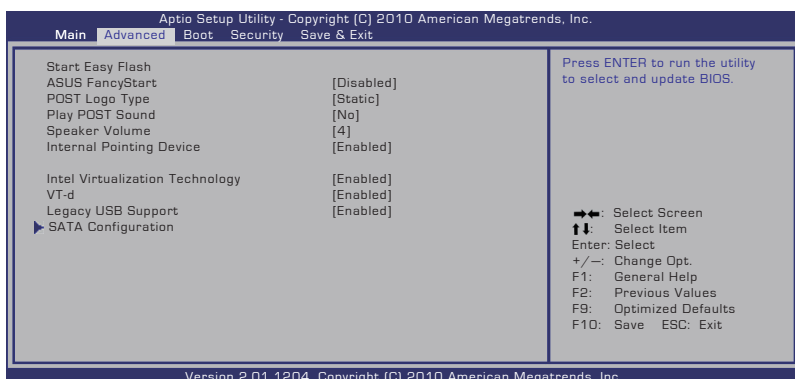 Aptio Setup Utility - Copyright (C) 2010 American Megatrends, Inc.
Main Advanced Boot Security Save & Exit
Start Easy Flash
ASUS FancyStart [Disabled]
POST Logo Type [Static]
Play POST Sound [No]
Speaker Volume [4]
Internal Pointing Device [Enabled]
Intel Virtualization Technology [Enabled]
VT-d [Enabled]
Legacy USB Support [Enabled]
SATA Configuration
Press ENTER to run the utility
to select and update BIOS.
→←: Select Screen
↑↓: Select Item
Enter: Select
+/—: Change Opt.
F1: General Help
F2: Previous Values
F9: Optimized Defaults
F10: Save ESC: Exit
Version 2.01.1204. Copyright (C) 2010 American Megatrends, Inc.